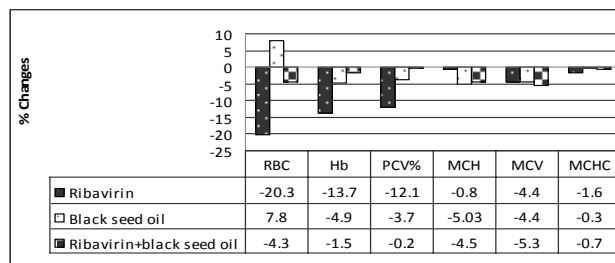 10
5
0
-5
-10
-15
-20
-25
% Changes
RBC Hb PCV% MCH MCV MCHC
Ribavirin -20.3 -13.7 -12.1 -0.8 -4.4 -1.6
Black seed oil 7.8 -4.9 -3.7 -5.03 -4.4 -0.3
Ribavirin+black seed oil -4.3 -1.5 -0.2 -4.5 -5.3 -0.7